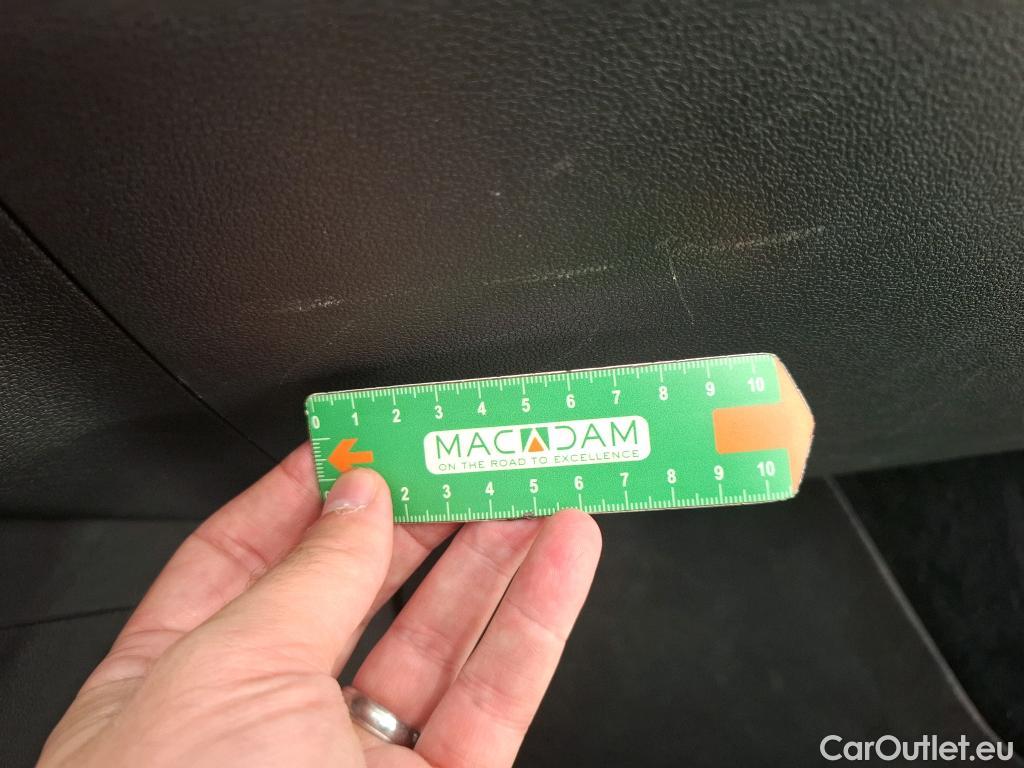 0 1 2 3 4 5 6 7 8 9 10
MACADAM
ON THE ROAD TO EXCELLENCE
2 3 4 5 6 7 8 9 10
CarOutlet.eu